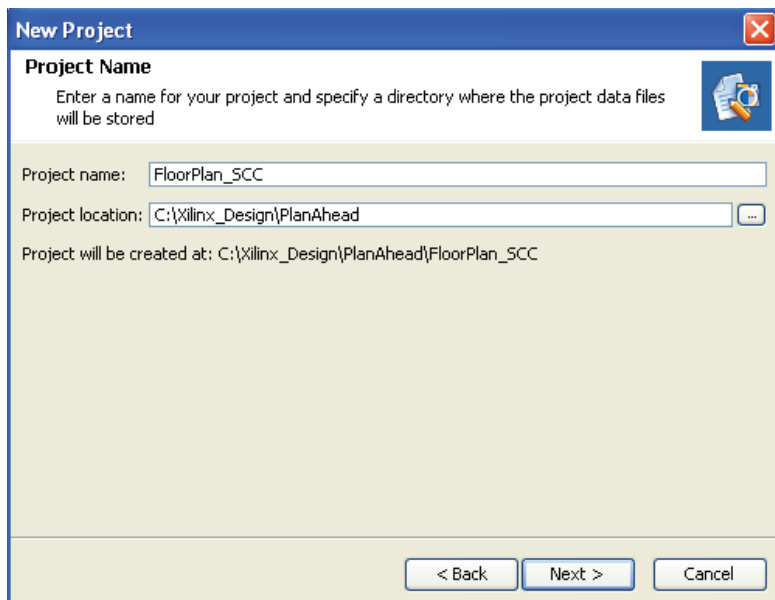 New Project
Project Name
Enter a name for your project and specify a directory where the project data files
will be stored
Project name: FloorPlan_SCC
Project location: C:\Xilinx_Design\PlanAhead ...
Project will be created at: C:\Xilinx_Design\PlanAhead\FloorPlan_SCC
< Back Next > Cancel